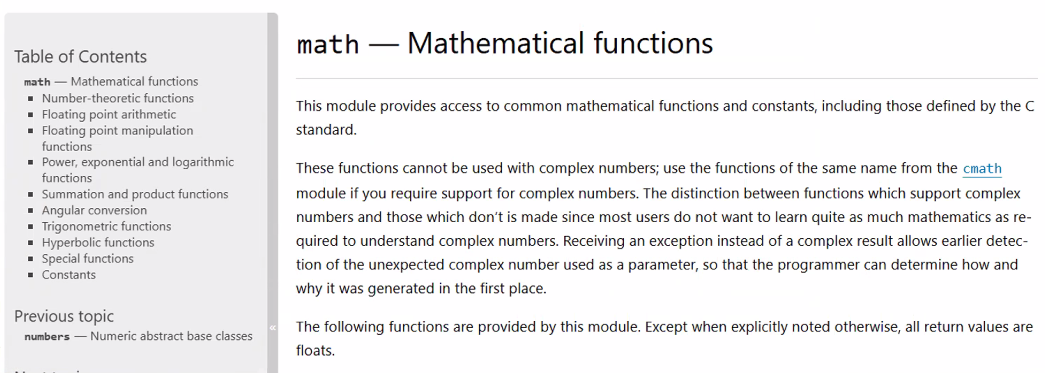 Table of Contents
math — Mathematical functions
Number-theoretic functions
Floating point arithmetic
Floating point manipulation
functions
Power, exponential and logarithmic
functions
Summation and product functions
Angular conversion
Trigonometric functions
Hyperbolic functions
Special functions
Constants
Previous topic
numbers — Numeric abstract base classes
«
math — Mathematical functions
This module provides access to common mathematical functions and constants, including those defined by the C
standard.
These functions cannot be used with complex numbers; use the functions of the same name from the cmath
module if you require support for complex numbers. The distinction between functions which support complex
numbers and those which don’t is made since most users do not want to learn quite as much mathematics as re-
quired to understand complex numbers. Receiving an exception instead of a complex result allows earlier detec-
tion of the unexpected complex number used as a parameter, so that the programmer can determine how and
why it was generated in the first place.
The following functions are provided by this module. Except when explicitly noted otherwise, all return values are
floats.